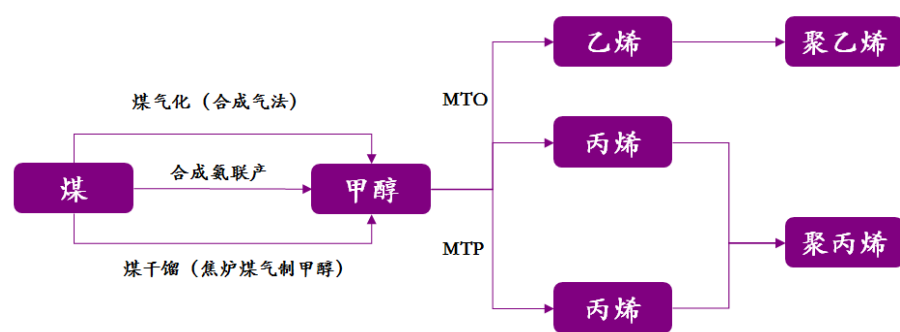 乙烯
聚乙烯
煤气化（合成气法）
MTO
煤
合成氨联产
甲醇
丙烯
MTP
聚丙烯
煤干馏（焦炉煤气制甲醇）
丙烯